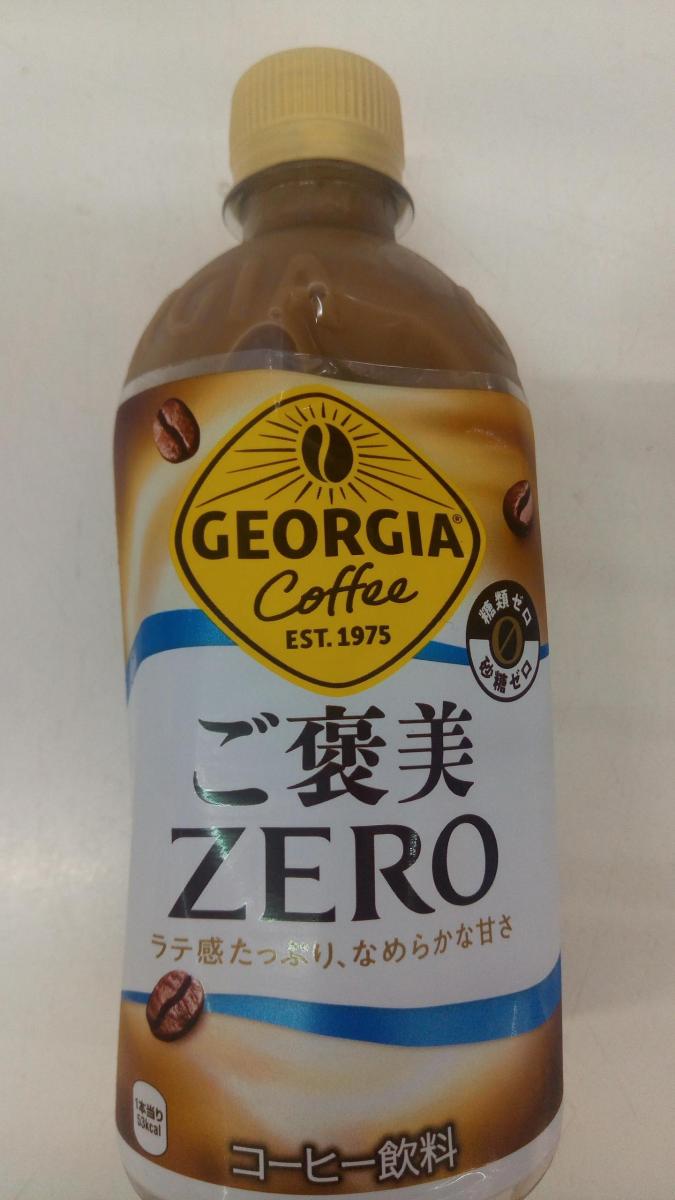 GEORGIA®
Coffee
EST. 1975
糖類ゼロ
0
砂糖ゼロ
ご褒美
ZERO
ラテ感たっぷり、なめらかな甘さ
1本当り
53kcal
コーヒー飲料